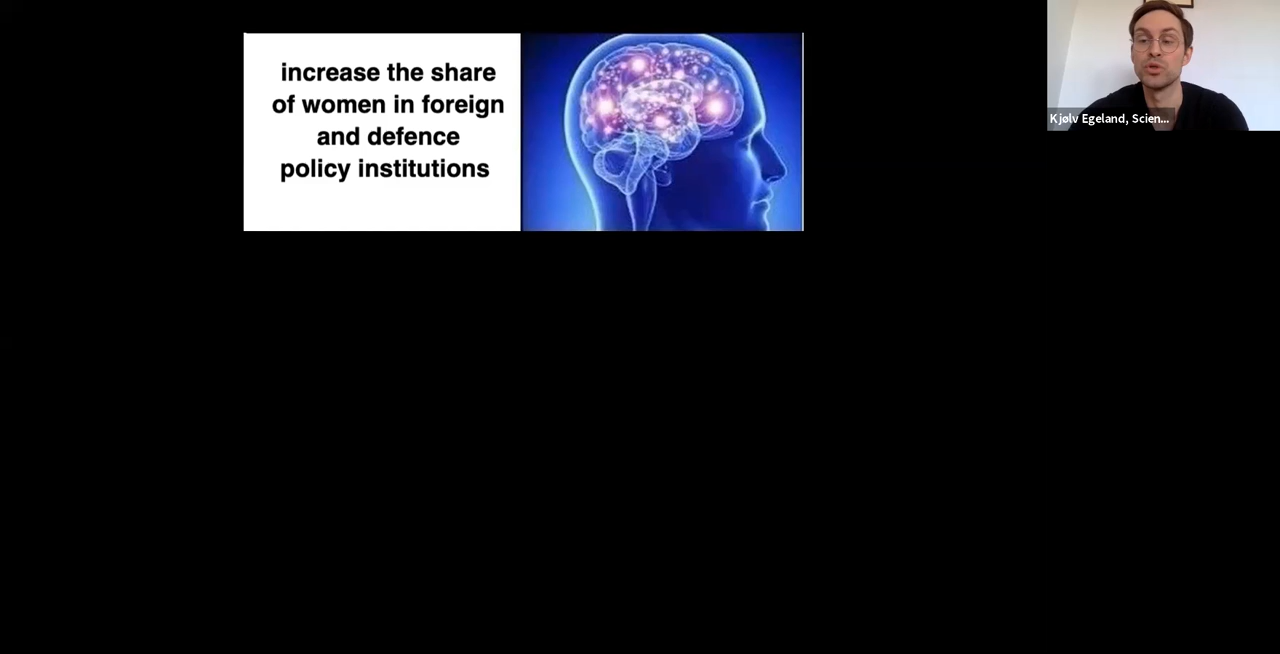 increase the share
of women in foreign
and defence
policy institutions
Kjølv Egeland, Scien...